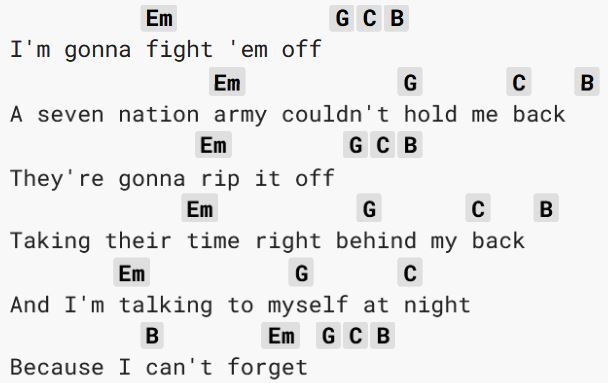 Em G C B
I'm gonna fight 'em off
Em G C B
A seven nation army couldn't hold me back
Em G C B
They're gonna rip it off
Em G C B
Taking their time right behind my back
Em G C
And I'm talking to myself at night
B Em G C B
Because I can't forget